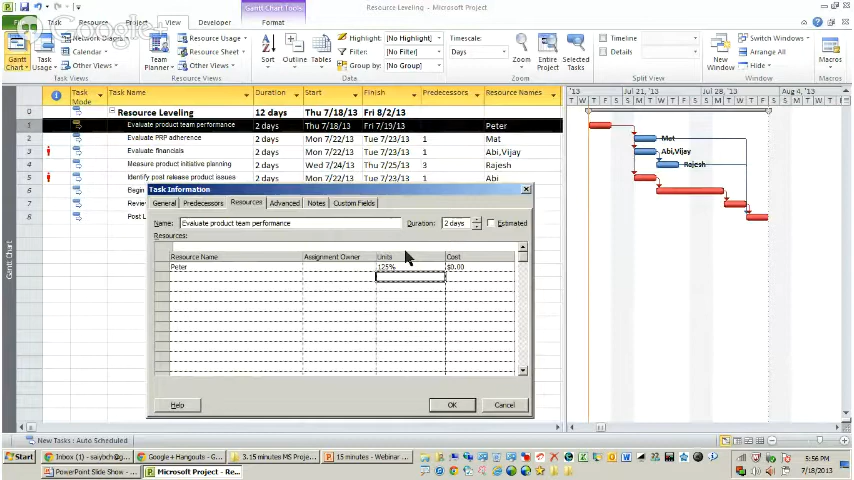 Gantt Chart Tools
Resource Leveling - Microsoft Project
Google+
File Task Resource Project View Developer Format
Gantt Chart
Task Usage
Network Diagram
Calendar
Other Views
Task Views
Team Planner
Resource Usage
Resource Sheet
Other Views
Resource Views
Sort
Outline
Tables
Highlight: [No Highlight]
Filter: [No Filter]
Group by: [No Group]
Data
Timescale:
Days
Zoom
Entire Project
Selected Tasks
Zoom
Timeline
Details
Split View
New Window
Switch Windows
Arrange All
Hide
Window
Macros
Macros
Task Mode Task Name Duration Start Finish Predecessors Resource Names
'13 Jul 21, '13 Jul 28, '13 Aug 4, '13
T W T F S S M T W T F S S M T W T F S S M T W
0 Resource Leveling 12 days Thu 7/18/13 Fri 8/2/13
1 Evaluate product team performance 2 days Thu 7/18/13 Fri 7/19/13 Peter
2 Evaluate PRP adherence 2 days Mon 7/22/13 Tue 7/23/13 1 Mat
3 Evaluate financials 2 days Mon 7/22/13 Tue 7/23/13 1 Abi,Vijay
4 Measure product initiative planning 2 days Wed 7/24/13 Thu 7/25/13 3 Rajesh
5 Identify post release product issues 2 days Mon 7/22/13 Tue 7/23/13 1 Abi
6 Begin
7 Revie
8 Post L
Mat
Abi,Vijay
Rajesh
Gantt Chart
Task Information
General Predecessors Resources Advanced Notes Custom Fields
Name: Evaluate product team performance Duration: 2 days Estimated
Resources:
Resource Name Assignment Owner Units Cost
Peter 125% $0.00
Help OK Cancel
New Tasks : Auto Scheduled
Start Inbox (1) - saiybch@g... Google+ Hangouts - G... 3.15 minutes MS Projec... 15 minutes - Webinar ...
PowerPoint Slide Show - ... Microsoft Project - Re...
5:56 PM
7/18/2013